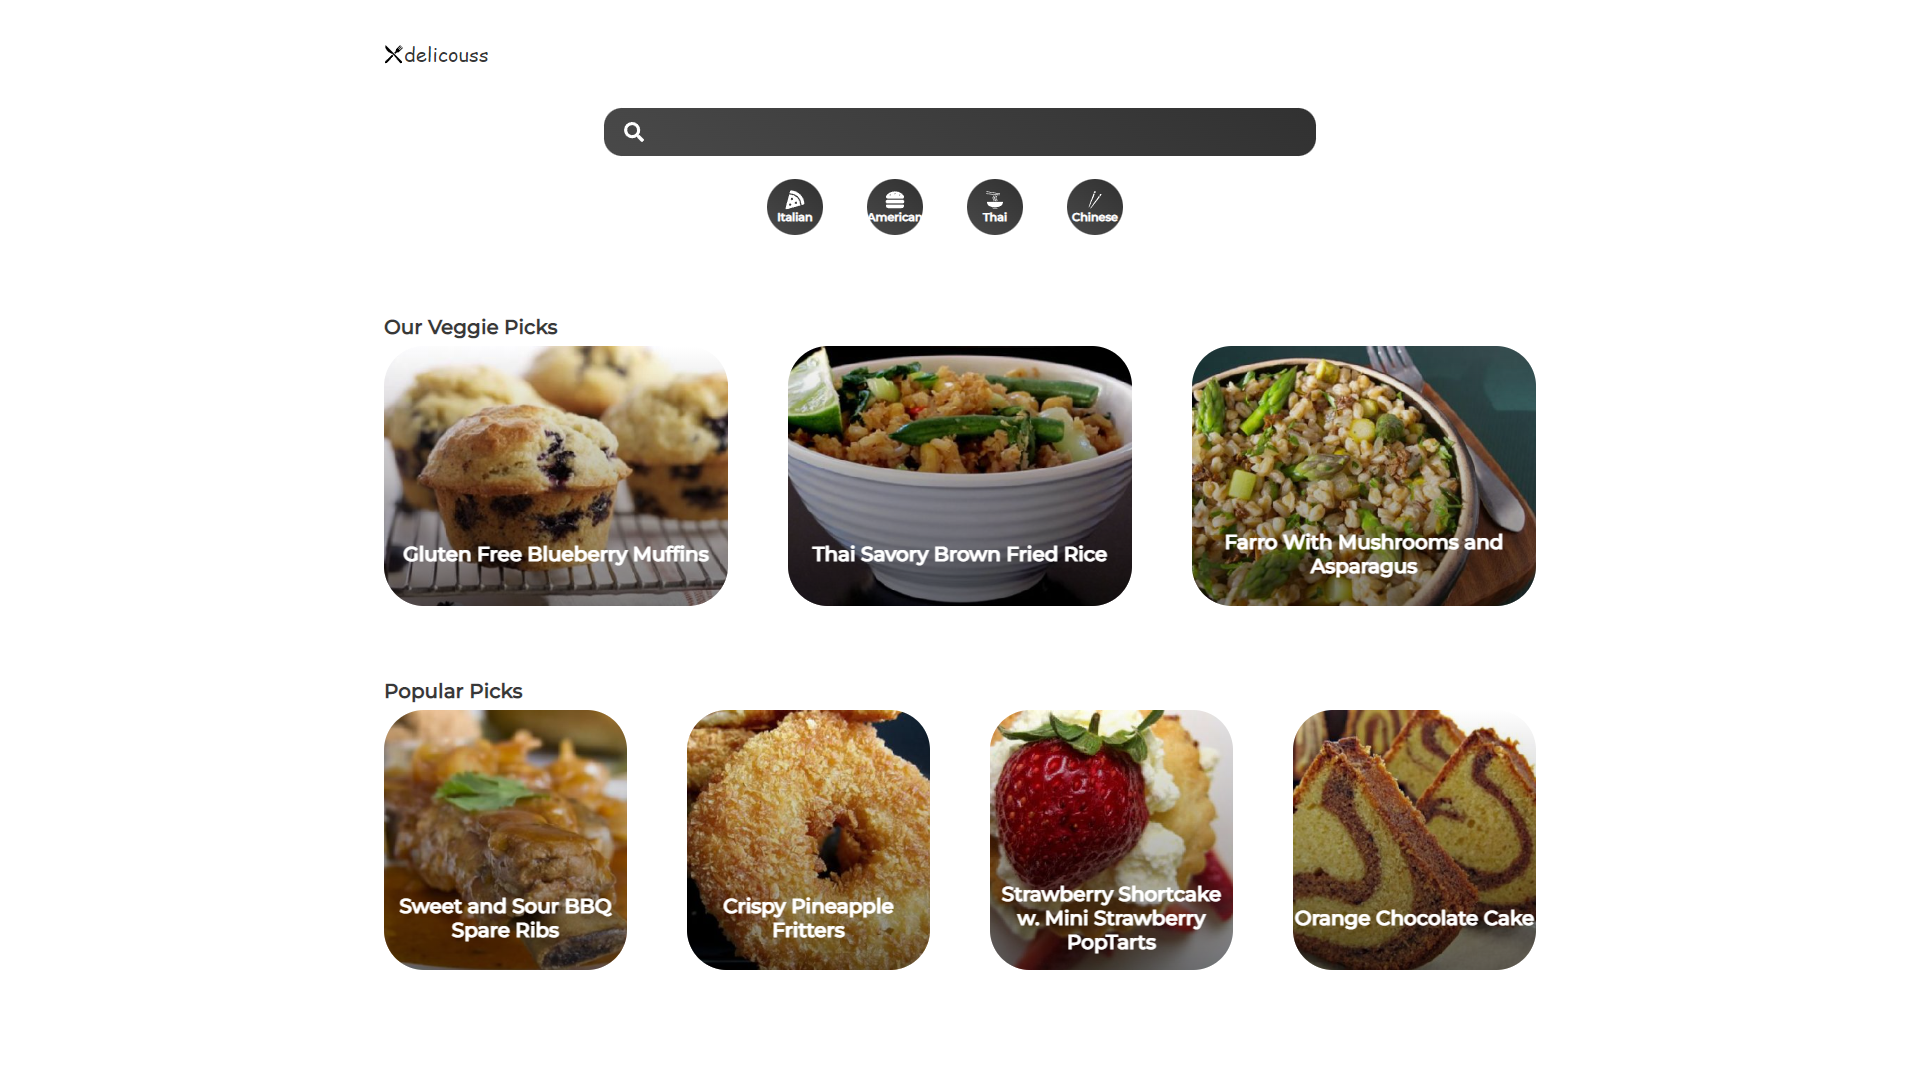 delicouss
Italian
American
Thai
Chinese
Our Veggie Picks
Gluten Free Blueberry Muffins
Thai Savory Brown Fried Rice
Farro With Mushrooms and
Asparagus
Popular Picks
Sweet and Sour BBQ
Spare Ribs
Crispy Pineapple
Fritters
Strawberry Shortcake
w. Mini Strawberry
PopTarts
Orange Chocolate Cake